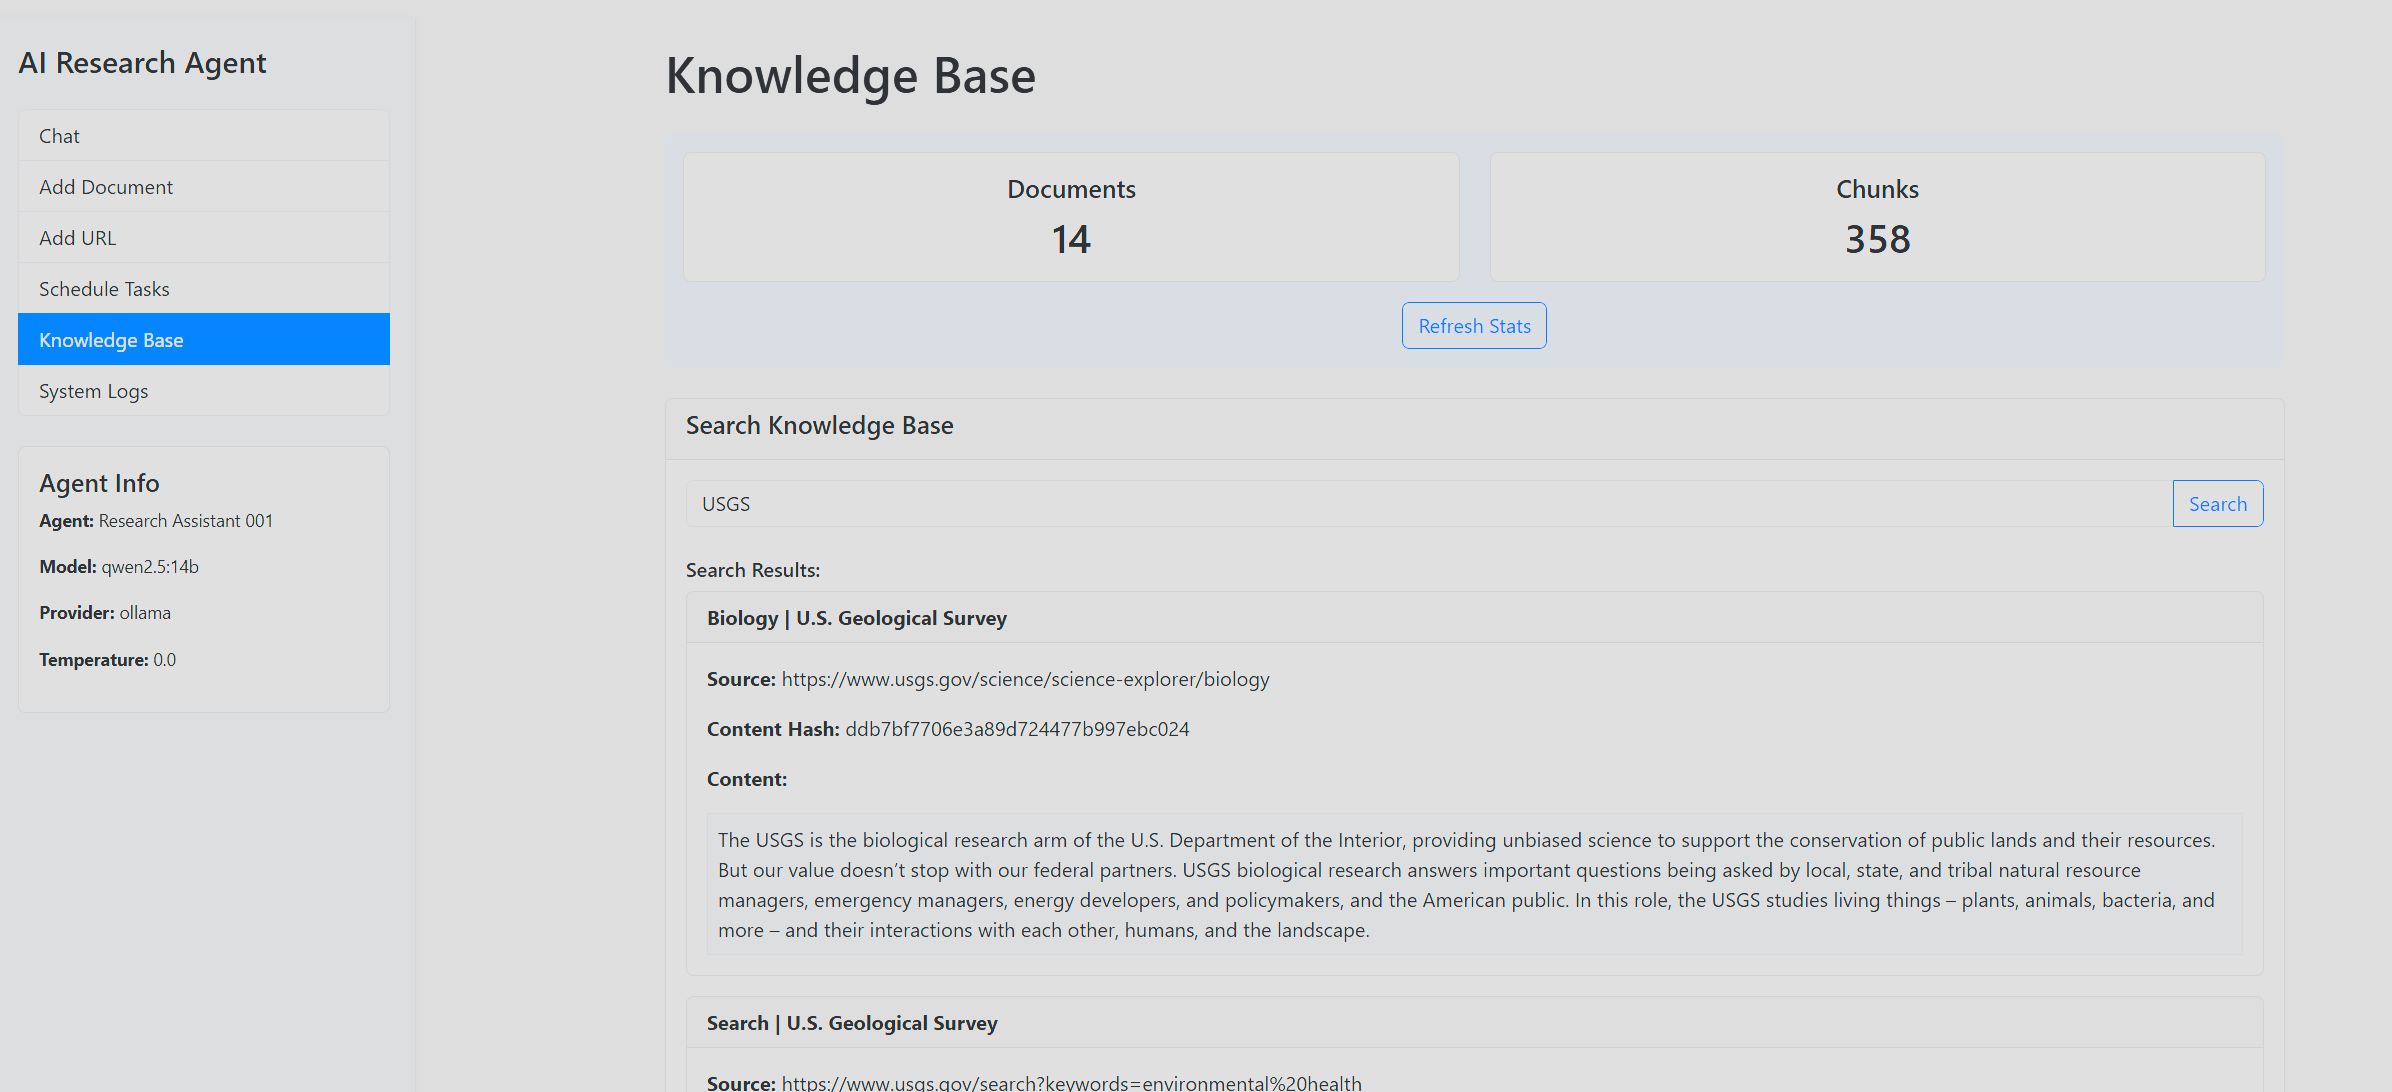 AI Research Agent
Chat
Add Document
Add URL
Schedule Tasks
Knowledge Base
System Logs
Agent Info
Agent: Research Assistant 001
Model: qwen2.5:14b
Provider: ollama
Temperature: 0.0
Knowledge Base
Documents
14
Chunks
358
Refresh Stats
Search Knowledge Base
USGS
Search
Search Results:
Biology | U.S. Geological Survey
Source: https://www.usgs.gov/science/science-explorer/biology
Content Hash: ddb7bf7706e3a89d724477b997ebc024
Content:
The USGS is the biological research arm of the U.S. Department of the Interior, providing unbiased science to support the conservation of public lands and their resources.
But our value doesn’t stop with our federal partners. USGS biological research answers important questions being asked by local, state, and tribal natural resource
managers, emergency managers, energy developers, and policymakers, and the American public. In this role, the USGS studies living things – plants, animals, bacteria, and
more – and their interactions with each other, humans, and the landscape.
Search | U.S. Geological Survey
Source: https://www.usgs.gov/search?keywords=environmental%20health